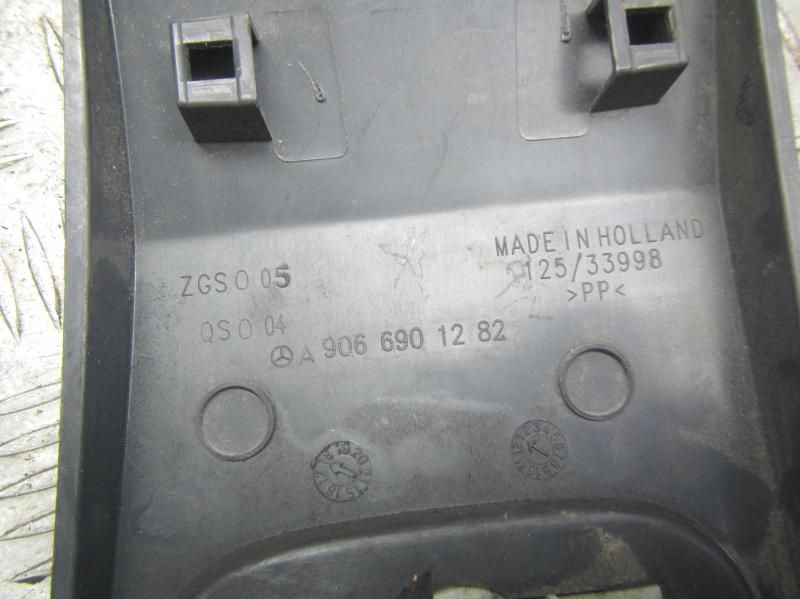 MADE IN HOLLAND
125/33998
>PP<
ZGS 0 05
QS 0 04
A 906 690 12 82